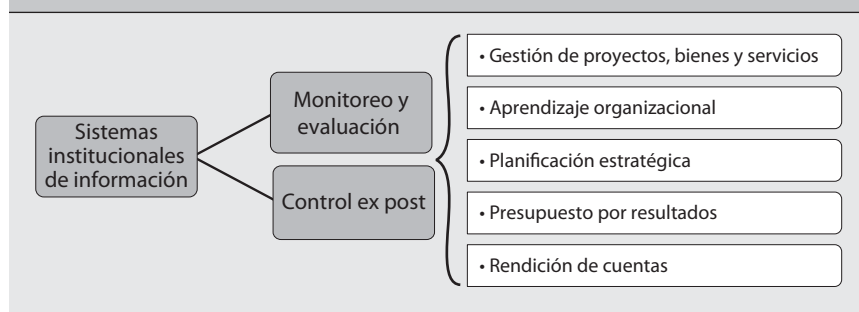 Sistemas
institucionales
de información
Monitoreo y
evaluación
Control ex post
• Gestión de proyectos, bienes y servicios
• Aprendizaje organizacional
• Planificación estratégica
• Presupuesto por resultados
• Rendición de cuentas